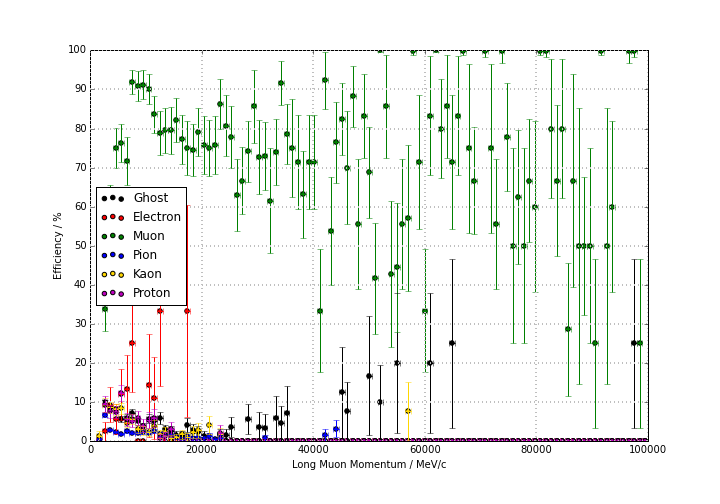 100
90
80
70
60
50
40
30
20
10
0
Efficiency / %
Ghost
Electron
Muon
Pion
Kaon
Proton
0 20000 40000 60000 80000 100000
Long Muon Momentum / MeV/c